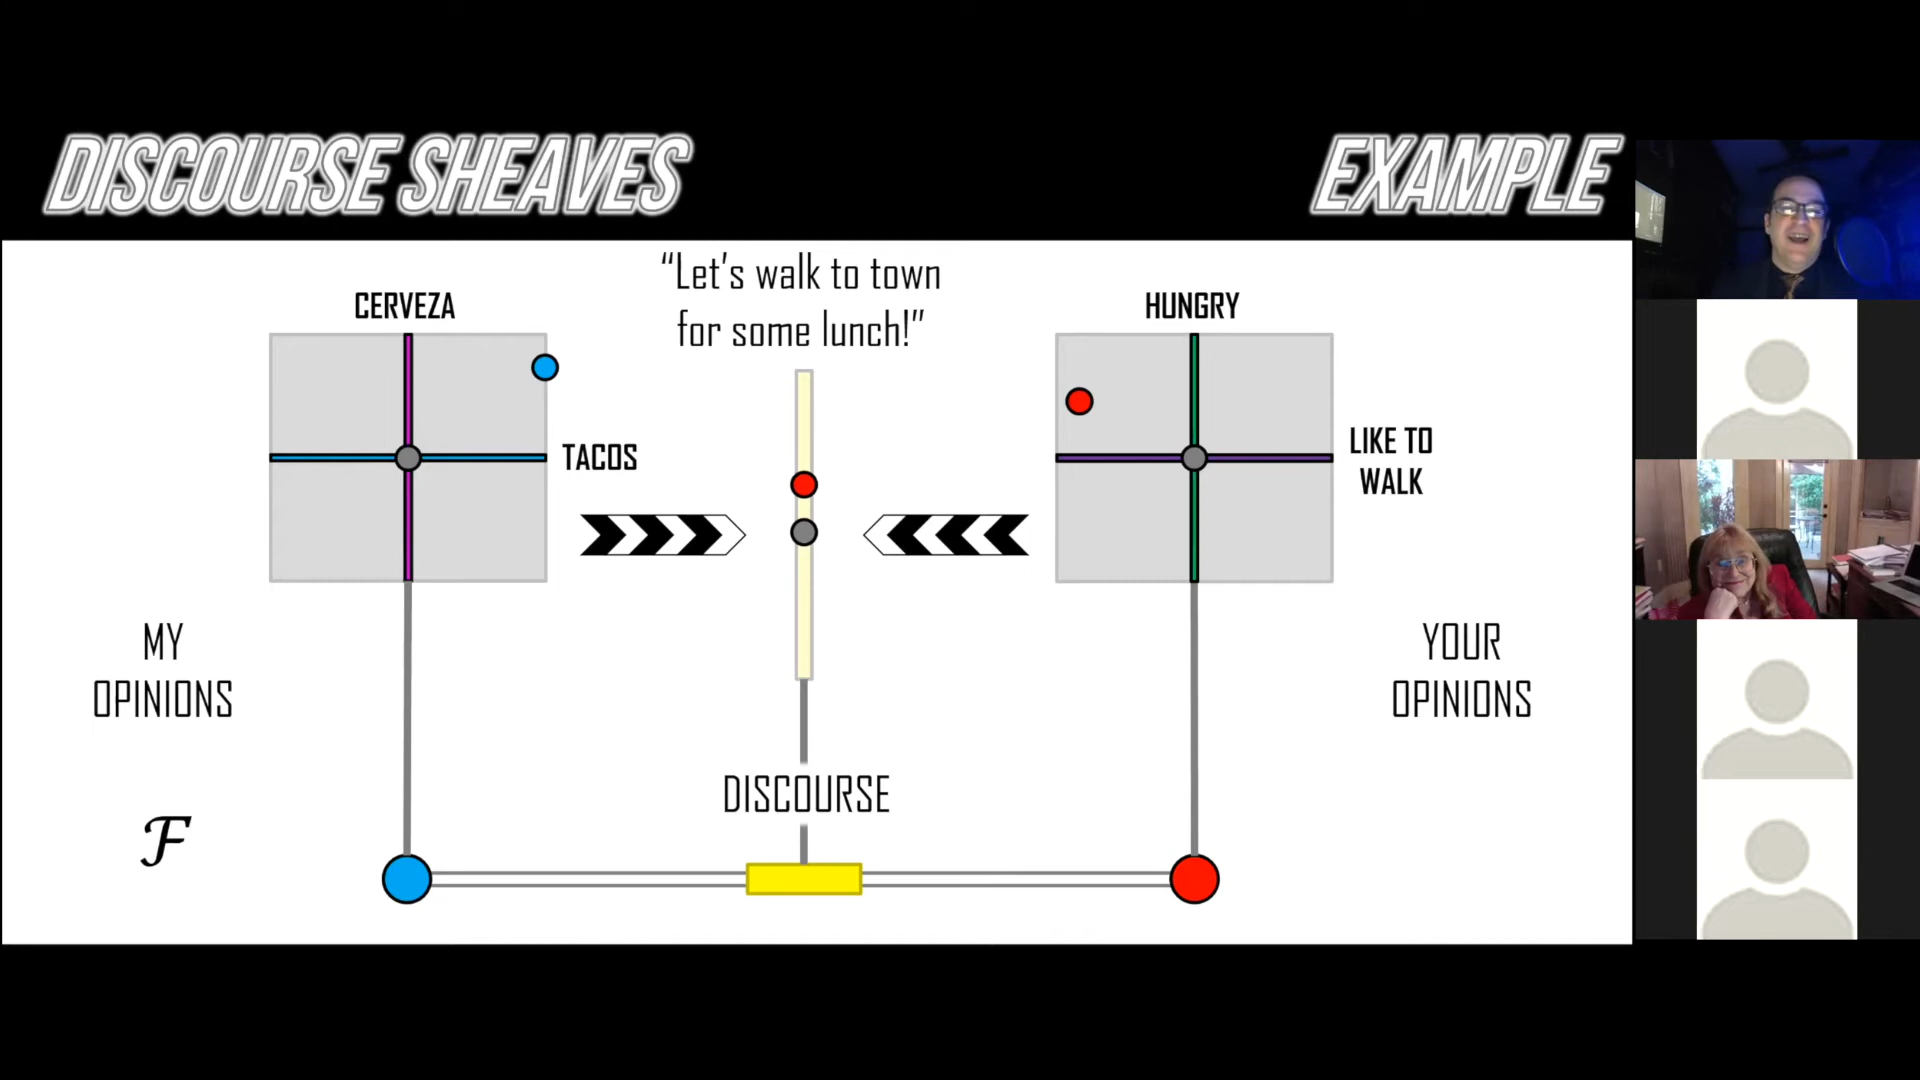 DISCOURSE SHEAVES
EXAMPLE
“Let’s walk to town
for some lunch!”
CERVEZA
TACOS
HUNGRY
LIKE TO
WALK
MY
OPINIONS
YOUR
OPINIONS
DISCOURSE
ℱ